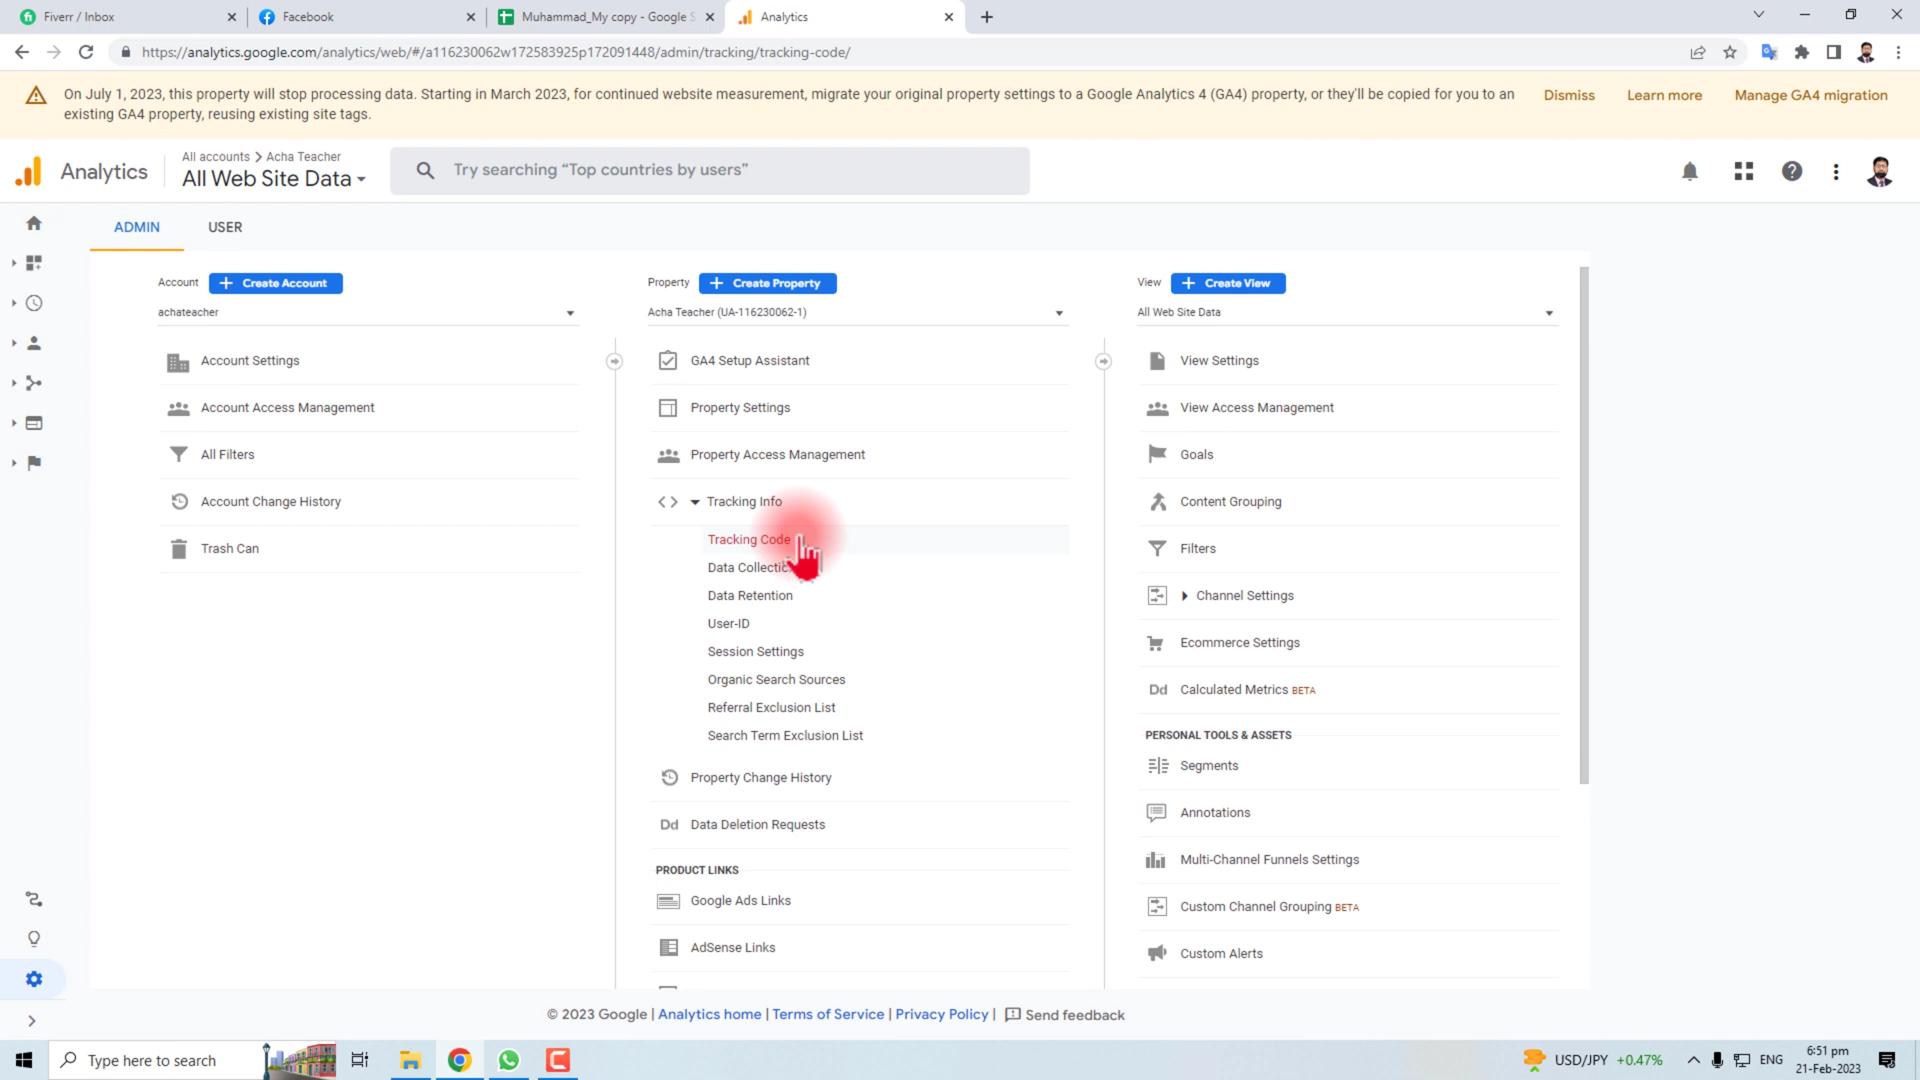 Fiverr / Inbox
Facebook
Muhammad_My copy - Google S
Analytics
https://analytics.google.com/analytics/web/#/a116230062w172583925p172091448/admin/tracking/tracking-code/
On July 1, 2023, this property will stop processing data. Starting in March 2023, for continued website measurement, migrate your original property settings to a Google Analytics 4 (GA4) property, or they'll be copied for you to an
existing GA4 property, reusing existing site tags.
Dismiss
Learn more
Manage GA4 migration
Analytics
All accounts > Acha Teacher
All Web Site Data
Try searching “Top countries by users”
ADMIN
USER
Account
Create Account
achateacher
Account Settings
Account Access Management
All Filters
Account Change History
Trash Can
Property
Create Property
Acha Teacher (UA-116230062-1)
GA4 Setup Assistant
Property Settings
Property Access Management
Tracking Info
Tracking Code
Data Collectio
Data Retention
User-ID
Session Settings
Organic Search Sources
Referral Exclusion List
Search Term Exclusion List
Property Change History
Dd Data Deletion Requests
PRODUCT LINKS
Google Ads Links
AdSense Links
View
Create View
All Web Site Data
View Settings
View Access Management
Goals
Content Grouping
Filters
Channel Settings
Ecommerce Settings
Dd Calculated Metrics BETA
PERSONAL TOOLS & ASSETS
Segments
Annotations
Multi-Channel Funnels Settings
Custom Channel Grouping BETA
Custom Alerts
© 2023 Google | Analytics home | Terms of Service | Privacy Policy | Send feedback
Type here to search
USD/JPY +0.47%
ENG
6:51 pm
21-Feb-2023